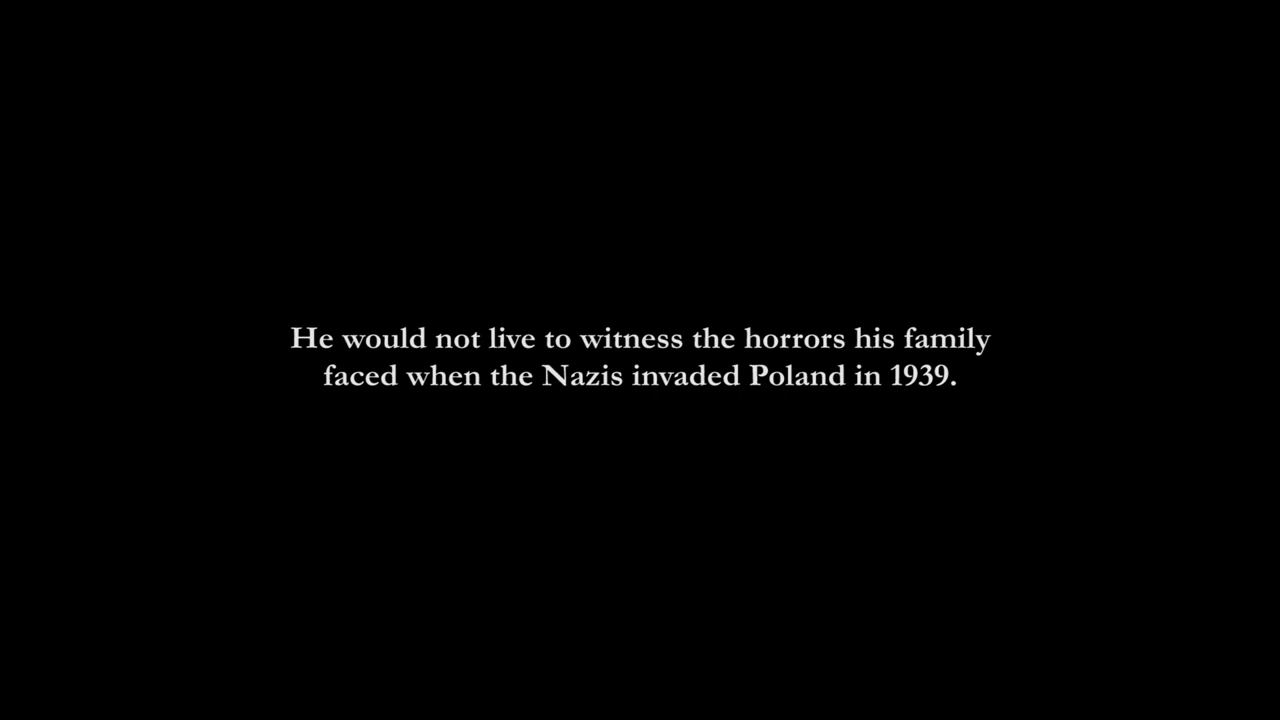 He would not live to witness the horrors his family
faced when the Nazis invaded Poland in 1939.